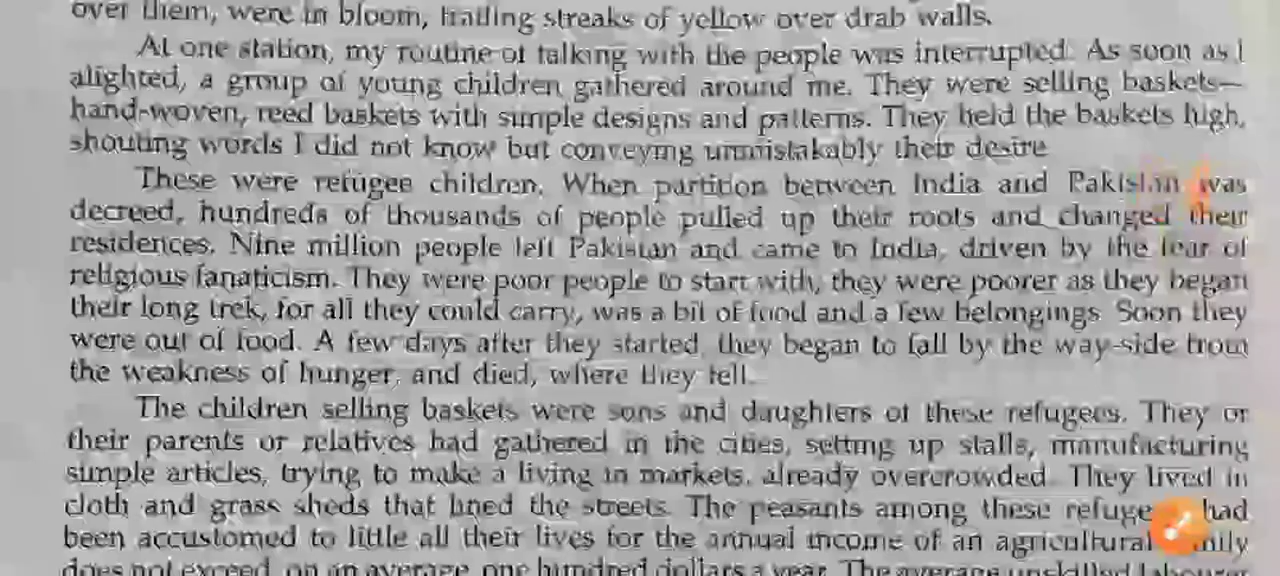 over them, were in bloom, trailing streaks of yellow over drab walls.
At one station, my routine of talking with the people was interrupted. As soon as I
alighted, a group of young children gathered around me. They were selling baskets—
hand-woven, reed baskets with simple designs and patterns. They held the baskets high,
shouting words I did not know but conveying unmistakably their desire
These were refugee children. When partition between India and Pakistan was
decreed, hundreds of thousands of people pulled up their roots and changed their
residences. Nine million people left Pakistan and came to India, driven by the fear of
religious fanaticism. They were poor people to start with, they were poorer as they began
their long trek, for all they could carry, was a bit of food and a few belongings. Soon they
were out of food. A few days after they started, they began to fall by the way-side from
the weakness of hunger, and died, where they fell.
The children selling baskets were sons and daughters of these refugees. They or
their parents or relatives had gathered in the cities, setting up stalls, manufacturing
simple articles, trying to make a living in markets, already overcrowded. They lived in
cloth and grass sheds that lined the streets. The peasants among these had
been accustomed to little all their lives for the annual income of an agricultural
does not exceed, on an average one hundred dollars a year. The average unskilled labourer